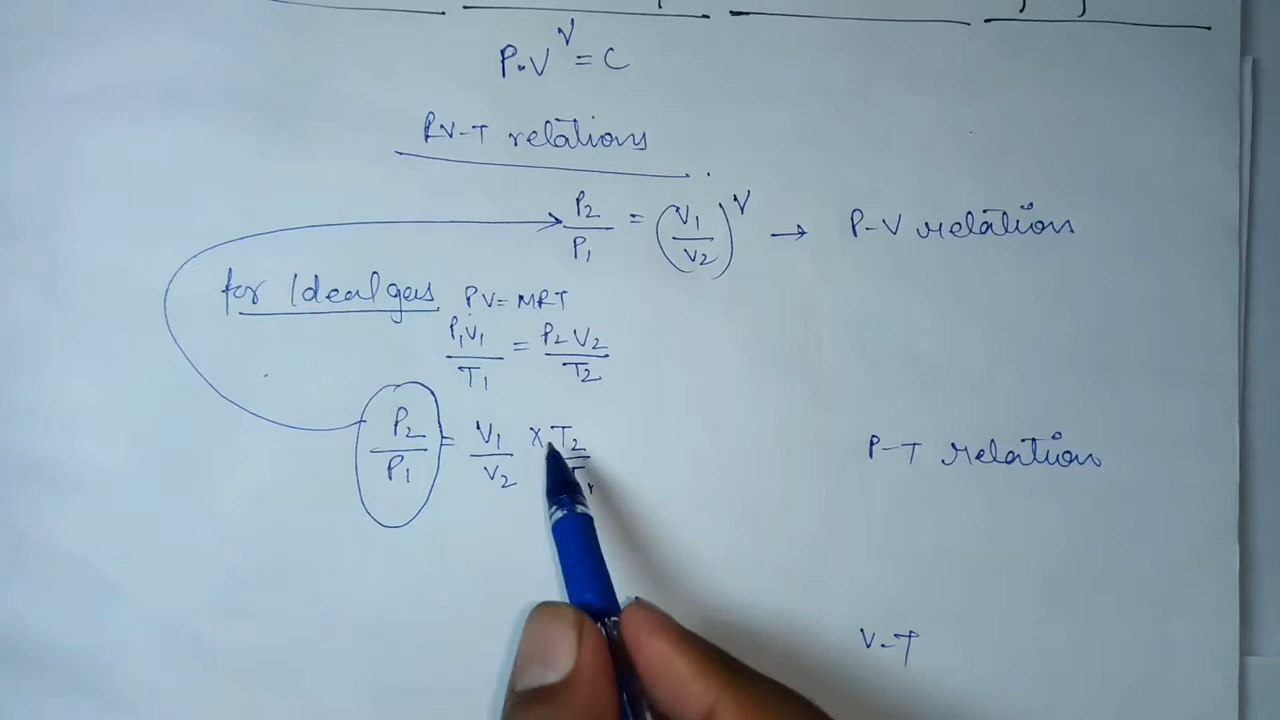 P.V^γ = C
PV-T relations
P2/P1 = (V1/V2)^γ → P-V relation
for Ideal gas PV = MRT
P1V1/T1 = P2V2/T2
P2/P1 = V1/V2 × T2/T1
P-T relation
V-T